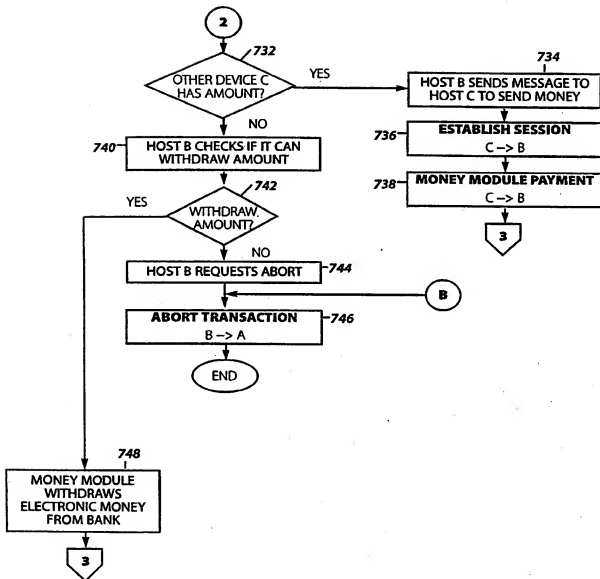 2
732
OTHER DEVICE C
HAS AMOUNT?
YES
734
HOST B SENDS MESSAGE TO
HOST C TO SEND MONEY
NO
736
ESTABLISH SESSION
C –> B
740
HOST B CHECKS IF IT CAN
WITHDRAW AMOUNT
738
MONEY MODULE PAYMENT
C –> B
3
742
YES
WITHDRAW
AMOUNT?
NO
HOST B REQUESTS ABORT
744
B
ABORT TRANSACTION
B –> A
746
END
748
MONEY MODULE
WITHDRAWS
ELECTRONIC MONEY
FROM BANK
3